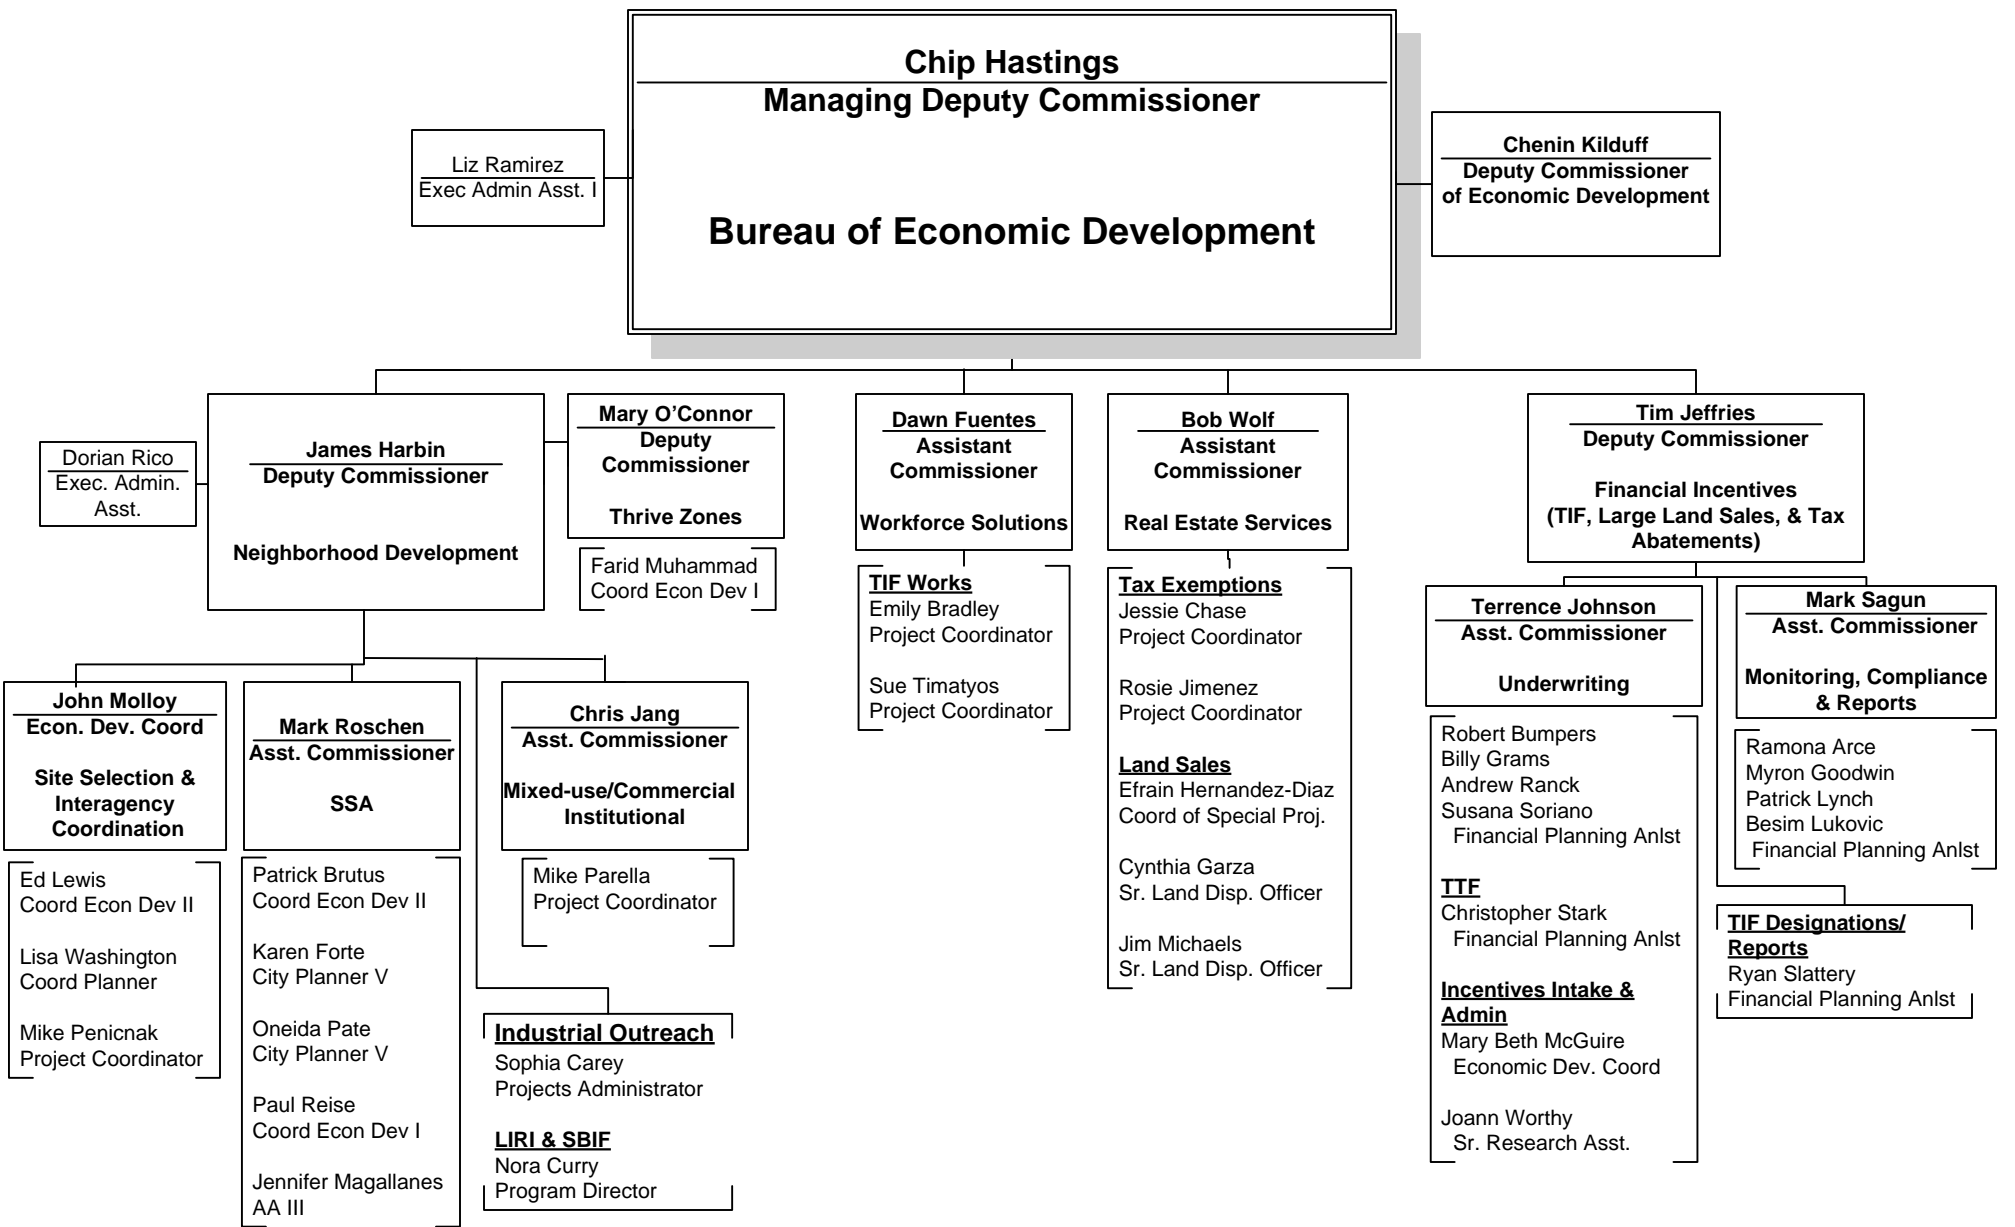 Chip Hastings
Managing Deputy Commissioner
Bureau of Economic Development
Liz Ramirez
Exec Admin Asst. I
Chenin Kilduff
Deputy Commissioner
of Economic Development
Dorian Rico
Exec. Admin.
Asst.
James Harbin
Deputy Commissioner
Neighborhood Development
Mary O'Connor
Deputy
Commissioner
Thrive Zones
Farid Muhammad
Coord Econ Dev I
Dawn Fuentes
Assistant
Commissioner
Workforce Solutions
TIF Works
Emily Bradley
Project Coordinator
Sue Timatyos
Project Coordinator
Bob Wolf
Assistant
Commissioner
Real Estate Services
Tax Exemptions
Jessie Chase
Project Coordinator
Rosie Jimenez
Project Coordinator
Land Sales
Efrain Hernandez-Diaz
Coord of Special Proj.
Cynthia Garza
Sr. Land Disp. Officer
Jim Michaels
Sr. Land Disp. Officer
Tim Jeffries
Deputy Commissioner
Financial Incentives
(TIF, Large Land Sales, & Tax
Abatements)
Terrence Johnson
Asst. Commissioner
Underwriting
Robert Bumpers
Billy Grams
Andrew Ranck
Susana Soriano
Financial Planning Anlst
TTF
Christopher Stark
Financial Planning Anlst
Incentives Intake &
Admin
Mary Beth McGuire
Economic Dev. Coord
Joann Worthy
Sr. Research Asst.
Mark Sagun
Asst. Commissioner
Monitoring, Compliance
& Reports
Ramona Arce
Myron Goodwin
Patrick Lynch
Besim Lukovic
Financial Planning Anlst
TIF Designations/
Reports
Ryan Slattery
Financial Planning Anlst
John Molloy
Econ. Dev. Coord
Site Selection &
Interagency
Coordination
Ed Lewis
Coord Econ Dev II
Lisa Washington
Coord Planner
Mike Penicnak
Project Coordinator
Mark Roschen
Asst. Commissioner
SSA
Patrick Brutus
Coord Econ Dev II
Karen Forte
City Planner V
Oneida Pate
City Planner V
Paul Reise
Coord Econ Dev I
Jennifer Magallanes
AA III
Chris Jang
Asst. Commissioner
Mixed-use/Commercial
Institutional
Mike Parella
Project Coordinator
Industrial Outreach
Sophia Carey
Projects Administrator
LIRI & SBIF
Nora Curry
Program Director